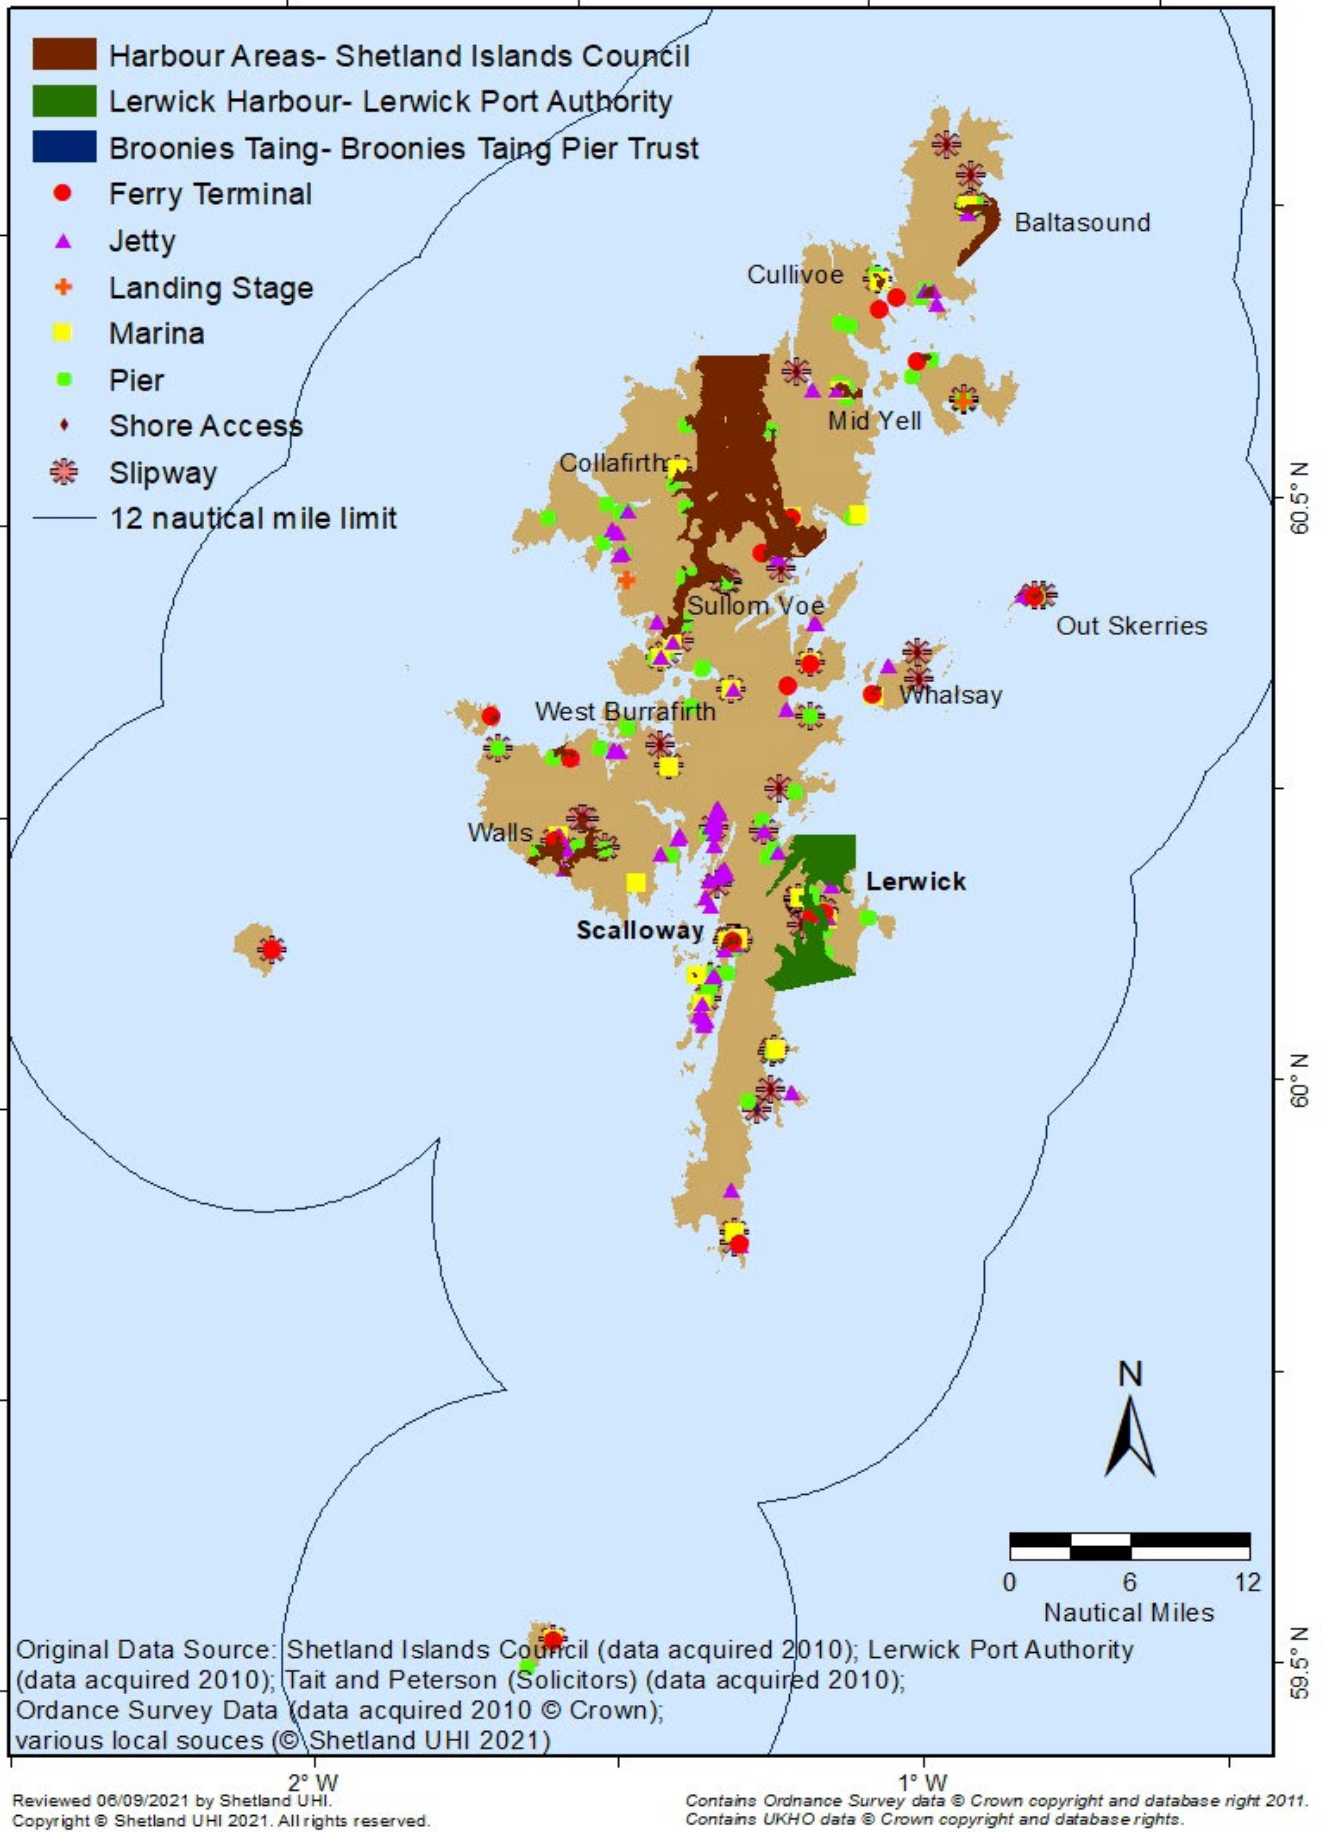 Harbour Areas- Shetland Islands Council
Lerwick Harbour- Lerwick Port Authority
Broonies Taing- Broonies Taing Pier Trust
Ferry Terminal
Jetty
Landing Stage
Marina
Pier
Shore Access
Slipway
12 nautical mile limit
Baltasound
Cullivoe
Mid Yell
Collafirth
60.5° N
Sullom Voe
Out Skerries
Whalsay
West Burrafirth
Walls
Lerwick
Scalloway
60° N
N
0 6 12
Nautical Miles
59.5° N
Original Data Source: Shetland Islands Council (data acquired 2010); Lerwick Port Authority
(data acquired 2010); Tait and Peterson (Solicitors) (data acquired 2010);
Ordance Survey Data (data acquired 2010 © Crown);
various local souces (© Shetland UHI 2021)
2° W
1° W
Reviewed 06/09/2021 by Shetland UHI.
Copyright © Shetland UHI 2021. All rights reserved.
Contains Ordnance Survey data © Crown copyright and database right 2011.
Contains UKHO data © Crown copyright and database rights.